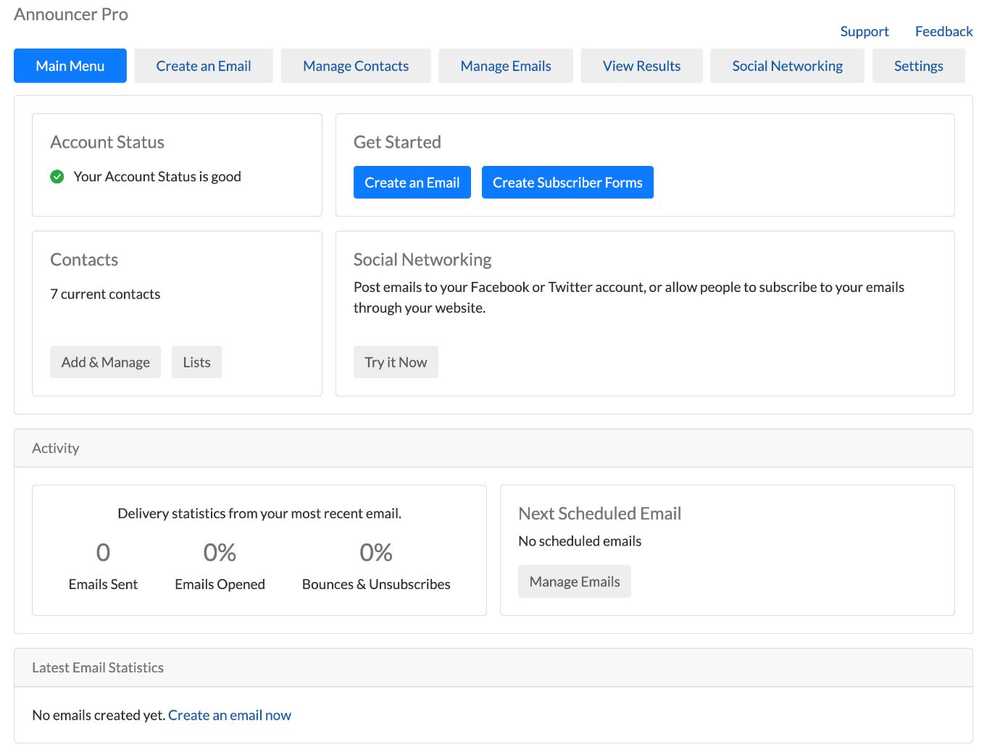 Announcer Pro
Support Feedback
Main Menu Create an Email Manage Contacts Manage Emails View Results Social Networking Settings
Account Status
Your Account Status is good
Get Started
Create an Email Create Subscriber Forms
Contacts
7 current contacts
Add & Manage Lists
Social Networking
Post emails to your Facebook or Twitter account, or allow people to subscribe to your emails
through your website.
Try it Now
Activity
Delivery statistics from your most recent email.
0 0% 0%
Emails Sent Emails Opened Bounces & Unsubscribes
Next Scheduled Email
No scheduled emails
Manage Emails
Latest Email Statistics
No emails created yet. Create an email now